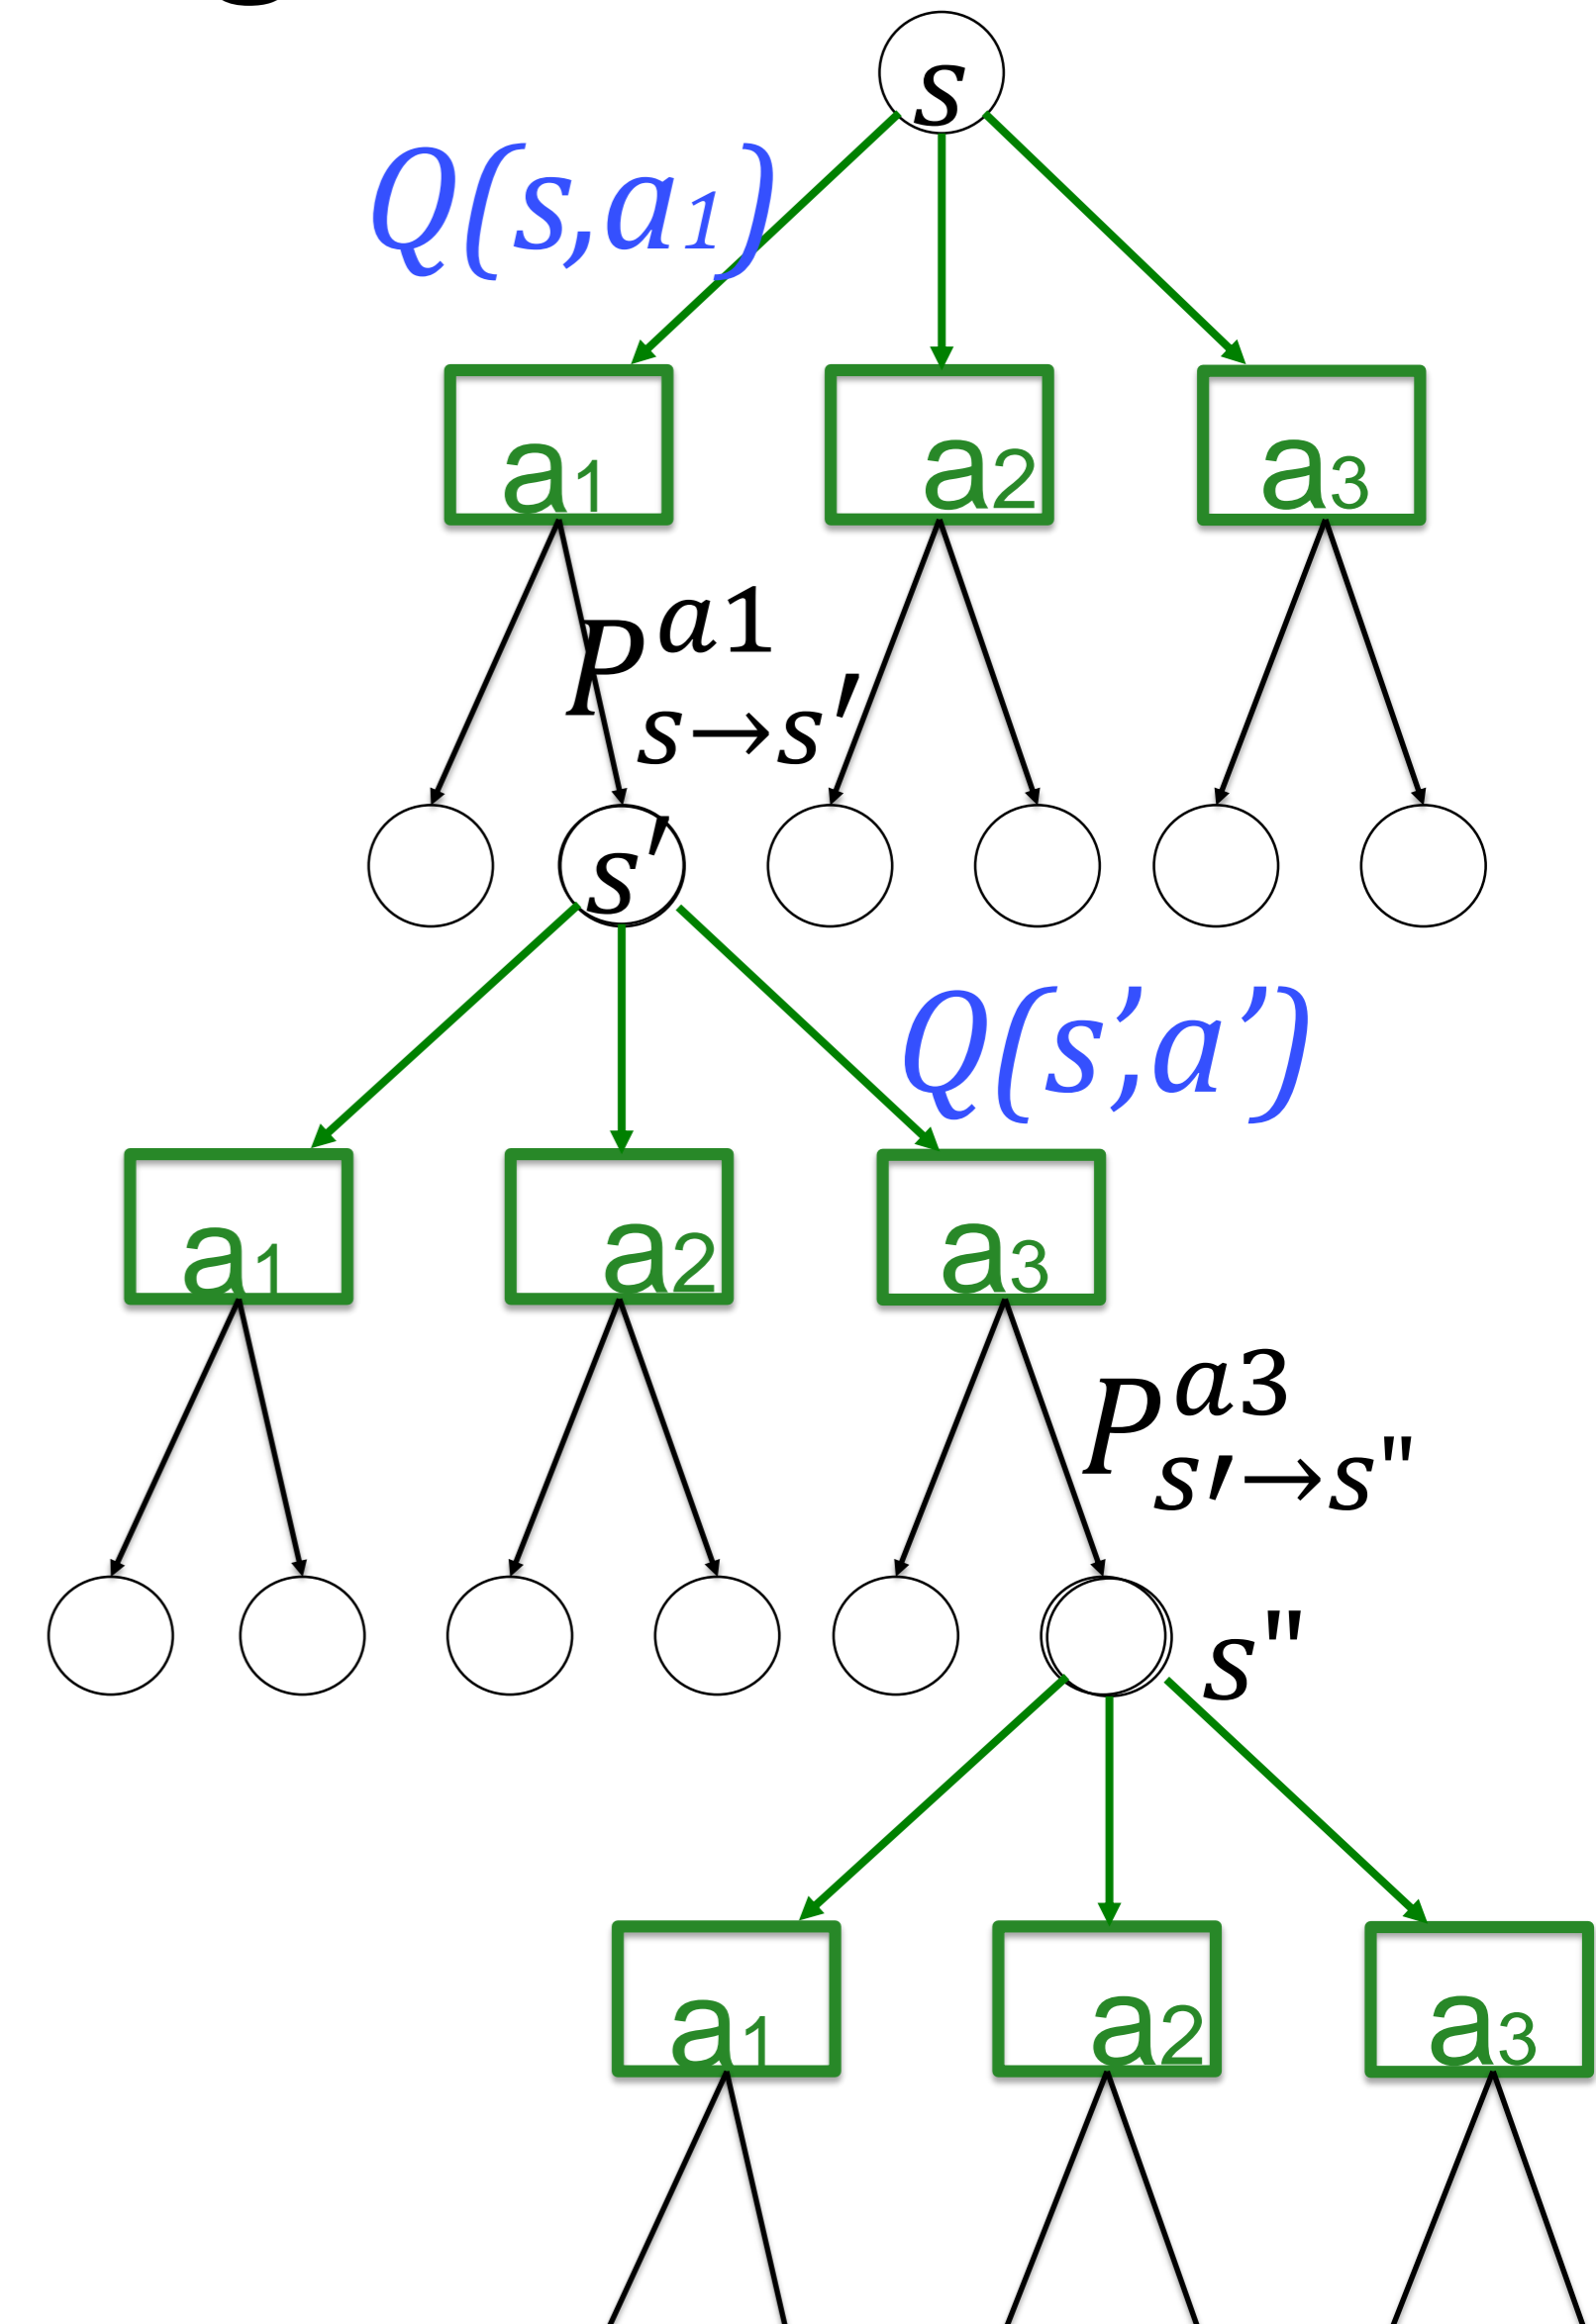 s
Q(s,a1)
a1 a2 a3
P a1 s→s′
s′
Q(s’,a’)
a1 a2 a3
P a3 s′→s"
s"
a1 a2 a3